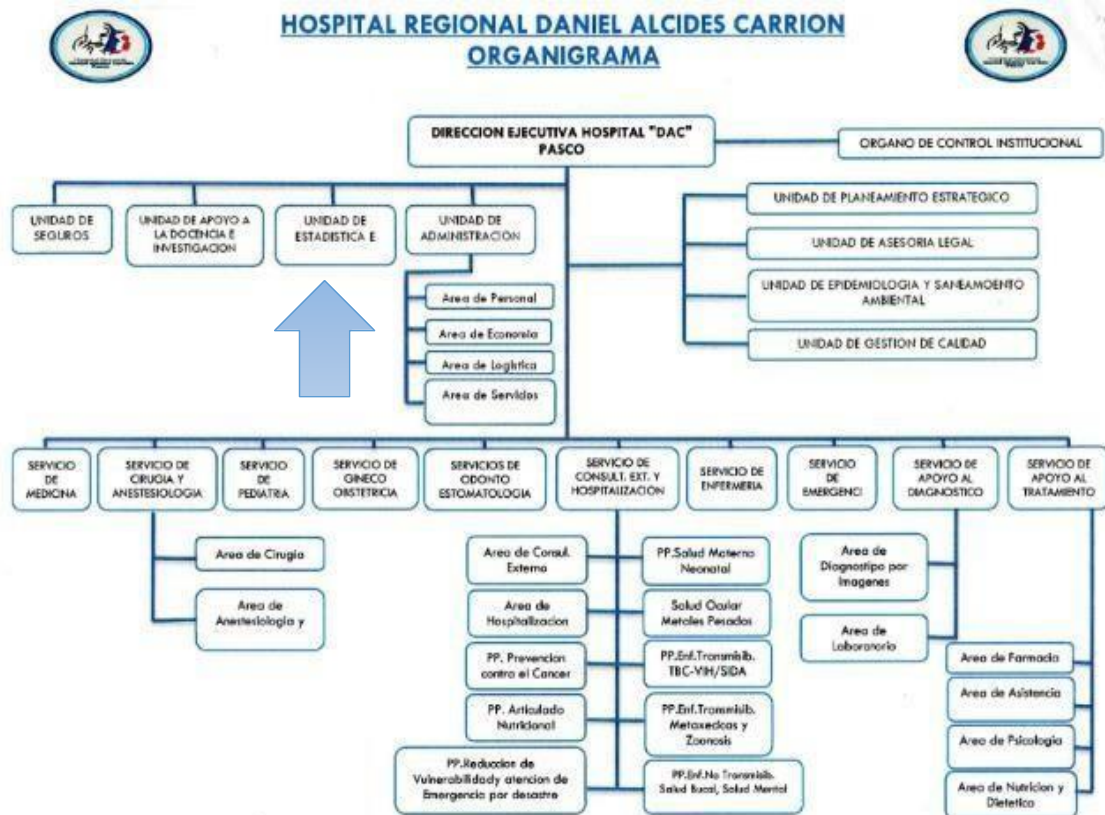 HOSPITAL REGIONAL DANIEL ALCIDES CARRION
ORGANIGRAMA
DIRECCION EJECUTIVA HOSPITAL "DAC"
PASCO
ORGANO DE CONTROL INSTITUCIONAL
UNIDAD DE
SEGUROS
UNIDAD DE APOYO A
LA DOCENCIA E
INVESTIGACION
UNIDAD DE
ESTADISTICA E
UNIDAD DE
ADMINISTRACION
UNIDAD DE PLANEAMIENTO ESTRATEGICO
UNIDAD DE ASESORIA LEGAL
UNIDAD DE EPIDEMIOLOGIA Y SANEAMOENTO
AMBIENTAL
UNIDAD DE GESTION DE CALIDAD
Area de Personal
Area de Economia
Area de Logistica
Area de Servicios
SERVICIO
DE
MEDICINA
SERVICIO DE
CIRUGIA Y
ANESTESIOLOGIA
SERVICIO
DE
PEDIATRIA
SERVICIO DE
GINECO
OBSTETRICIA
SERVICIOS DE
ODONTO
ESTOMATOLOGIA
SERVICIO DE
CONSULT. EXT. Y
HOSPITALIZACION
SERVICIO DE
ENFERMERIA
SERVICIO
DE
EMERGENCI
SERVICIO DE
APOYO AL
DIAGNOSTICO
SERVICIO DE
APOYO AL
TRATAMIENTO
Area de Cirugia
Area de
Anestesiologia y
Area de Consul.
Externa
Area de
Hospitalizacion
PP. Prevencion
contra el Cancer
PP. Articulado
Nutricional
PP.Reduccion de
Vulnerabilidady atencion de
Emergencia por desastre
PP.Salud Materno
Neonatal
Salud Ocular
Metales Pesados
PP.Enf.Transmisib.
TBC-VIH/SIDA
PP.Enf.Transmisib.
Metaxedcas y
Zoonosis
PP.Enf.No Transmisib.
Salud Bucal, Salud Mental
Area de
Diagnostipo por
Imagenes
Area de
Laboratorio
Area de Farmacia
Area de Asistencia
Area de Psicologia
Area de Nutricion y
Dietetica